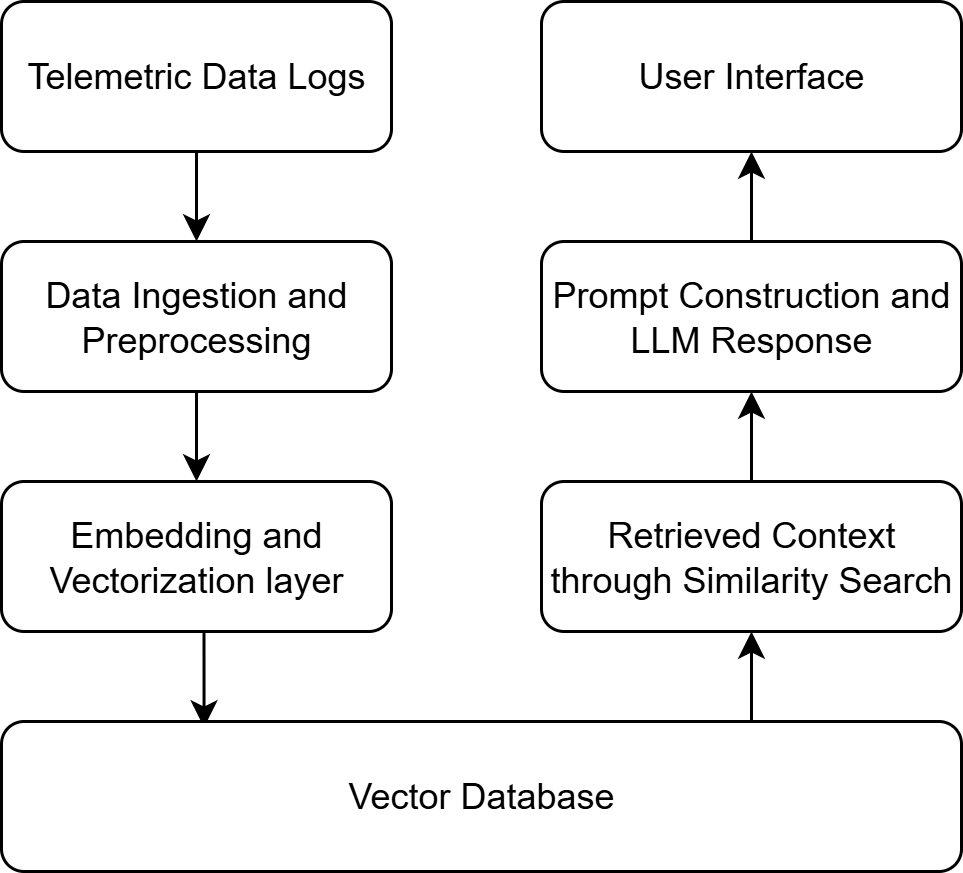 Telemetric Data Logs
Data Ingestion and
Preprocessing
Embedding and
Vectorization layer
Vector Database
Retrieved Context
through Similarity Search
Prompt Construction and
LLM Response
User Interface